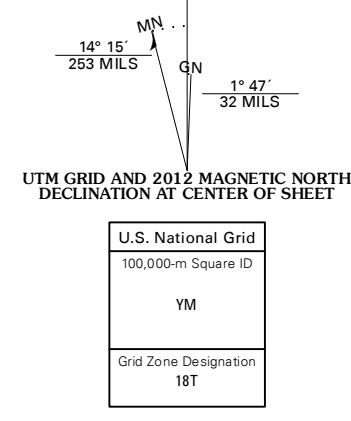 MN
14° 15´
253 MILS
GN
1° 47´
32 MILS
UTM GRID AND 2012 MAGNETIC NORTH
DECLINATION AT CENTER OF SHEET
U.S. National Grid
100,000-m Square ID
YM
Grid Zone Designation
18T